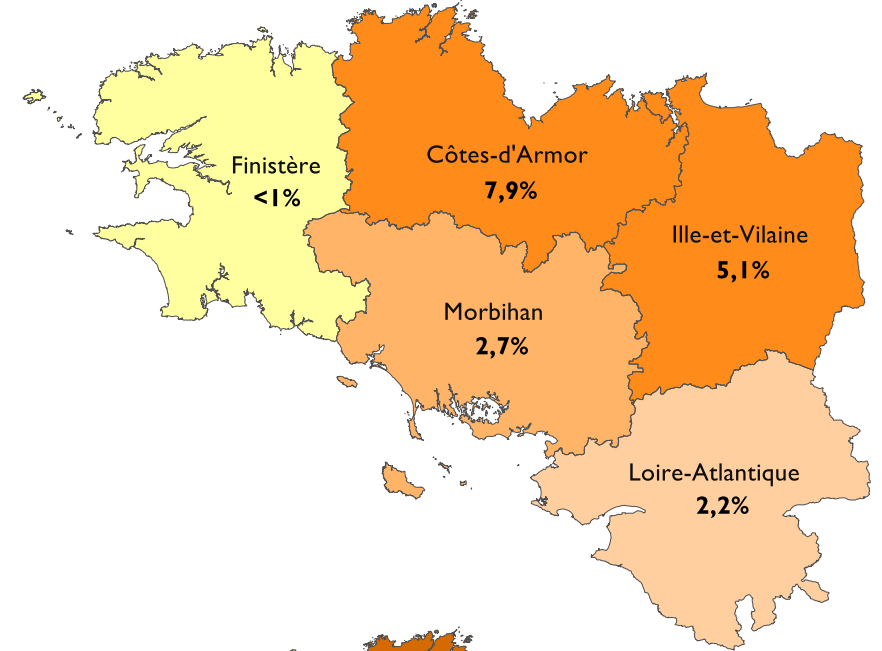 Finistère
<1%
Côtes-d'Armor
7,9%
Ille-et-Vilaine
5,1%
Morbihan
2,7%
Loire-Atlantique
2,2%